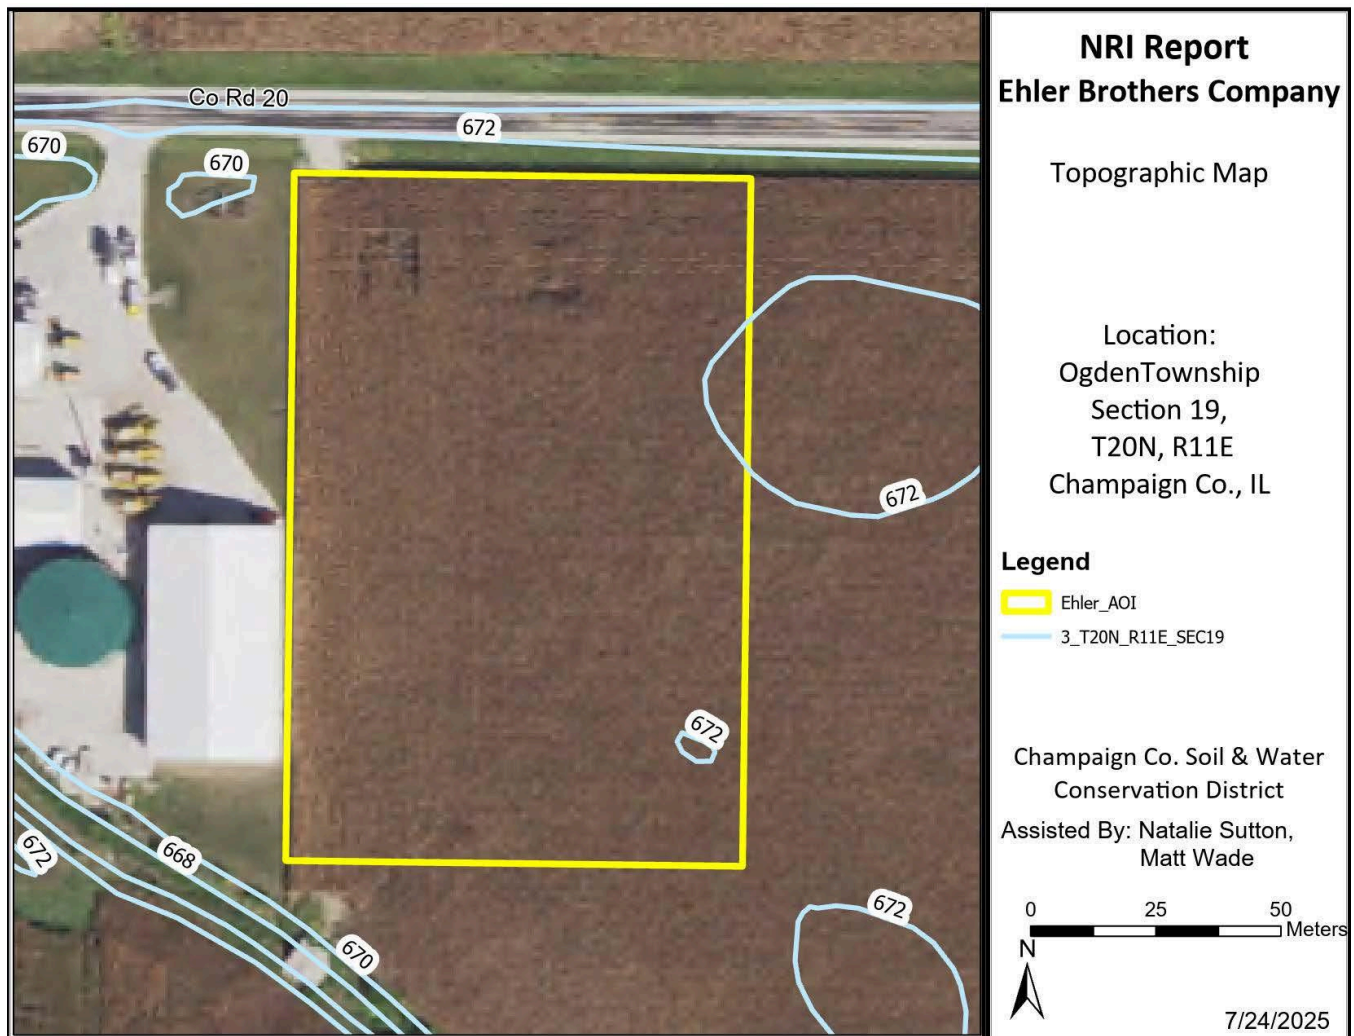 Co Rd 20
672
670
670
672
672
672
668
670
672
NRI Report
Ehler Brothers Company
Topographic Map
Location:
OgdenTownship
Section 19,
T20N, R11E
Champaign Co., IL
Legend
Ehler_AOI
3_T20N_R11E_SEC19
Champaign Co. Soil & Water
Conservation District
Assisted By: Natalie Sutton,
Matt Wade
0 25 50
Meters
N
7/24/2025